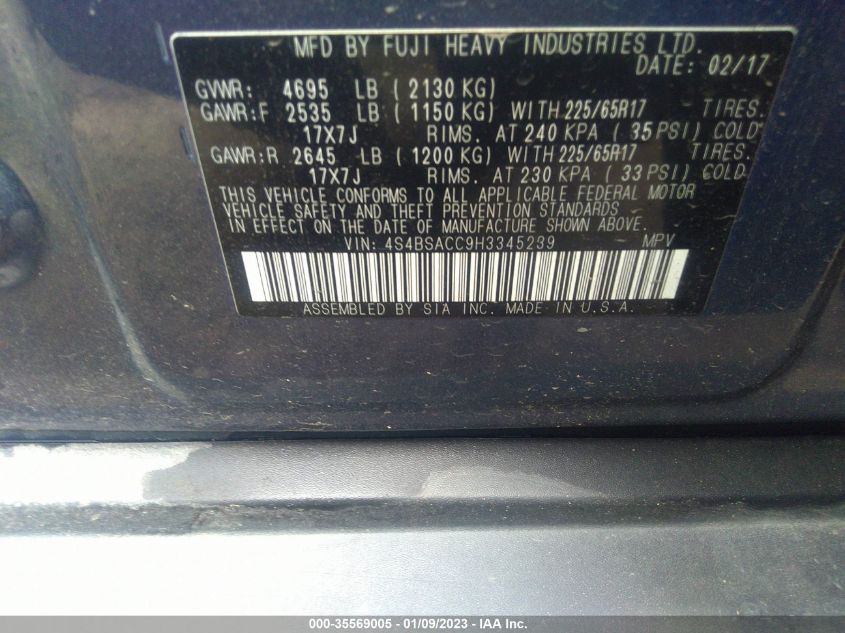 MFD BY FUJI HEAVY INDUSTRIES LTD.
DATE: 02/17
GVWR: 4695 LB (2130 KG)
GAWR:F 2535 LB (1150 KG) WITH 225/65R17 TIRES.
17X7J RIMS. AT 240 KPA (35PSI) COLD
GAWR:R 2645 LB (1200 KG) WITH 225/65R17 TIRES.
17X7J RIMS. AT 230 KPA (33PSI) COLD.
THIS VEHICLE CONFORMS TO ALL APPLICABLE FEDERAL MOTOR
VEHICLE SAFETY AND THEFT PREVENTION STANDARDS
IN EFFECT ON THE DATE OF MANUFACTURE SHOWN ABOVE.
VIN: 4S4BSACC9H3345239 MPV
ASSEMBLED BY SIA INC. MADE IN U.S.A.
000-35569005 - 01/09/2023 - IAA Inc.